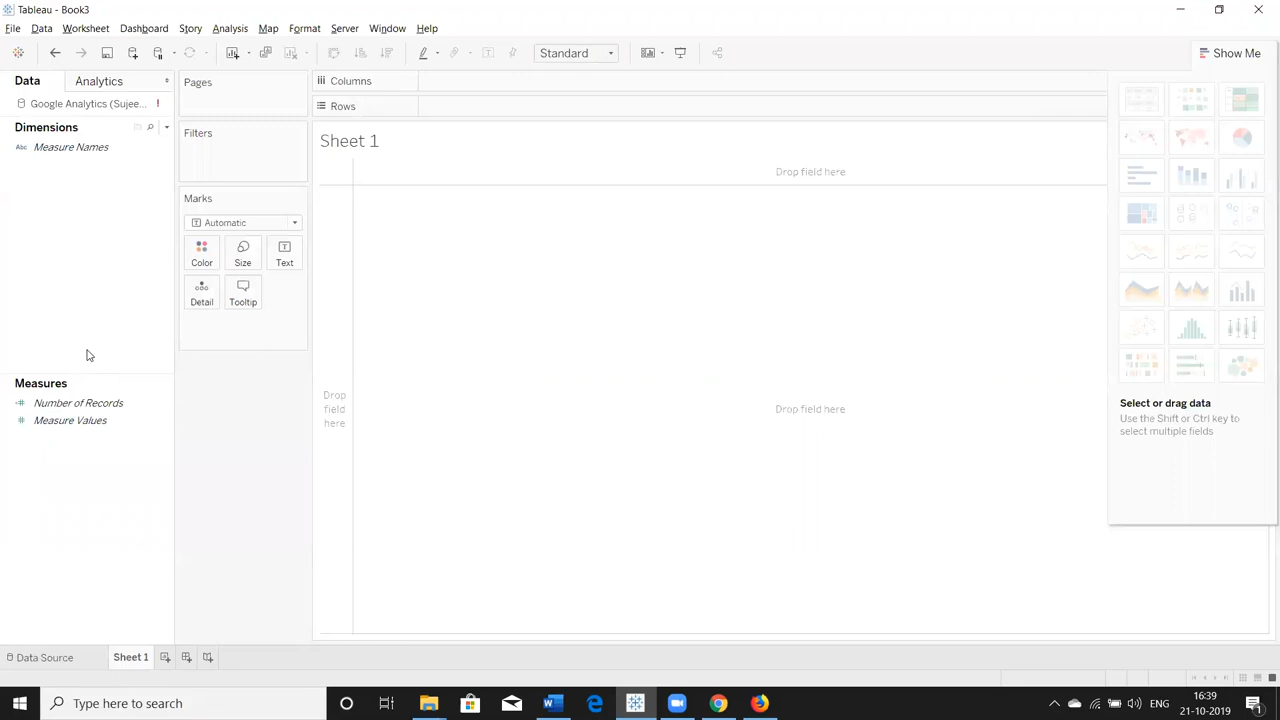 Tableau - Book3
File Data Worksheet Dashboard Story Analysis Map Format Server Window Help
Standard
Show Me
Data Analytics
Pages
Columns
Google Analytics (Sujee... !
Rows
Dimensions
Filters
Abc Measure Names
Sheet 1
Drop field here
Marks
Automatic
Color Size Text
Detail Tooltip
Measures
Number of Records
Measure Values
Drop
field
here
Drop field here
Select or drag data
Use the Shift or Ctrl key to
select multiple fields
Data Source Sheet 1
Type here to search
ENG
16:39
21-10-2019
1